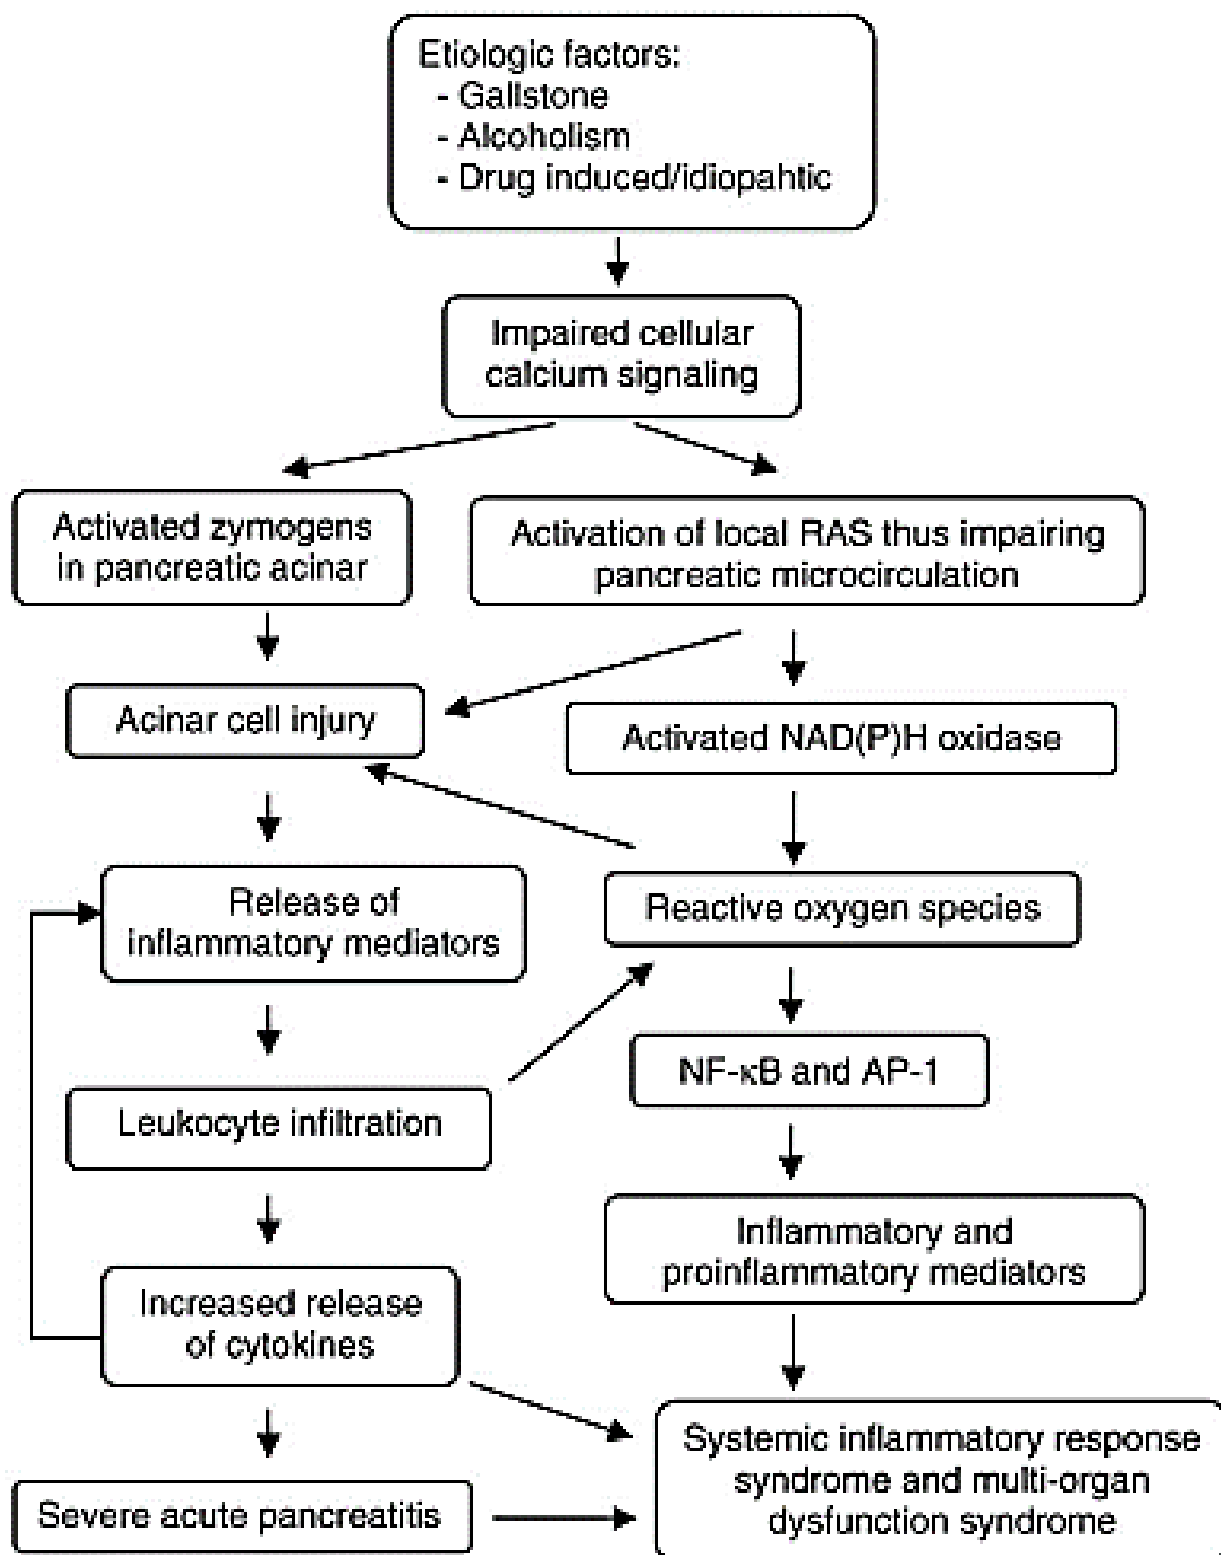 Etiologic factors:
- Gallstone
- Alcoholism
- Drug induced/idiopahtic
Impaired cellular
calcium signaling
Activated zymogens
in pancreatic acinar
Activation of local RAS thus impairing
pancreatic microcirculation
Acinar cell injury
Activated NAD(P)H oxidase
Release of
inflammatory mediators
Reactive oxygen species
NF-κB and AP-1
Leukocyte infiltration
Inflammatory and
proinflammatory mediators
Increased release
of cytokines
Systemic inflammatory response
syndrome and multi-organ
dysfunction syndrome
Severe acute pancreatitis